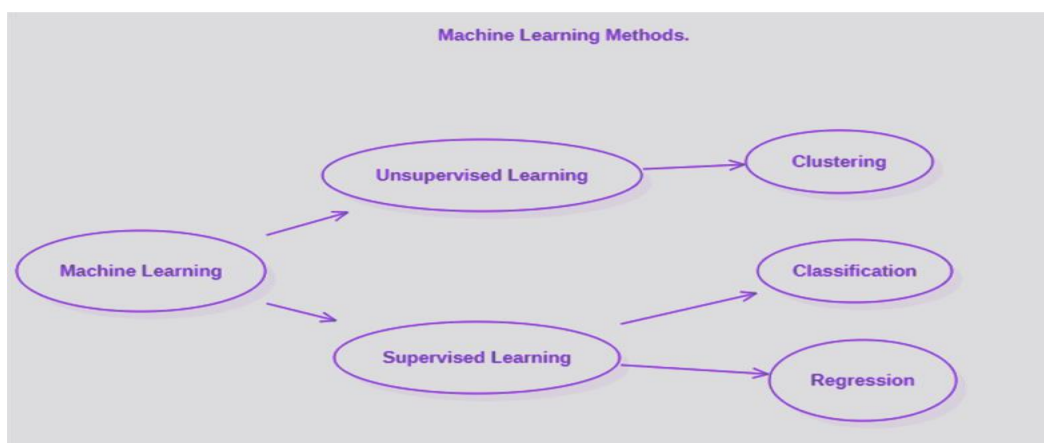 Machine Learning Methods.
Unsupervised Learning
Clustering
Machine Learning
Classification
Supervised Learning
Regression